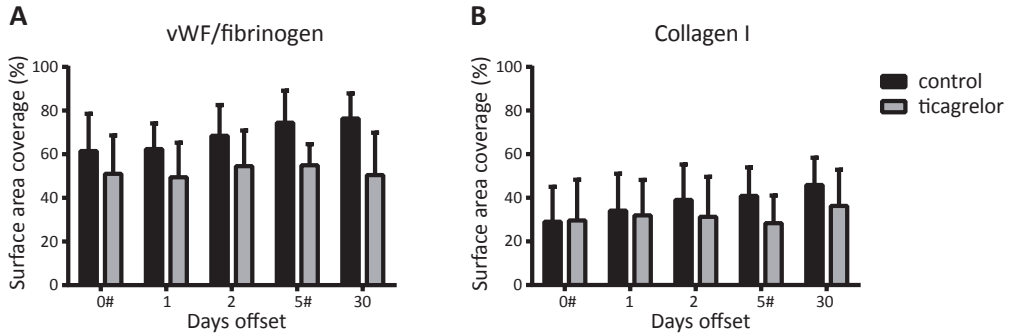 A
vWF/fibrinogen
Surface area coverage (%)
100
80
60
40
20
0
0# 1 2 5# 30
Days offset
B
Collagen I
Surface area coverage (%)
100
80
60
40
20
0
0# 1 2 5# 30
Days offset
control
ticagrelor